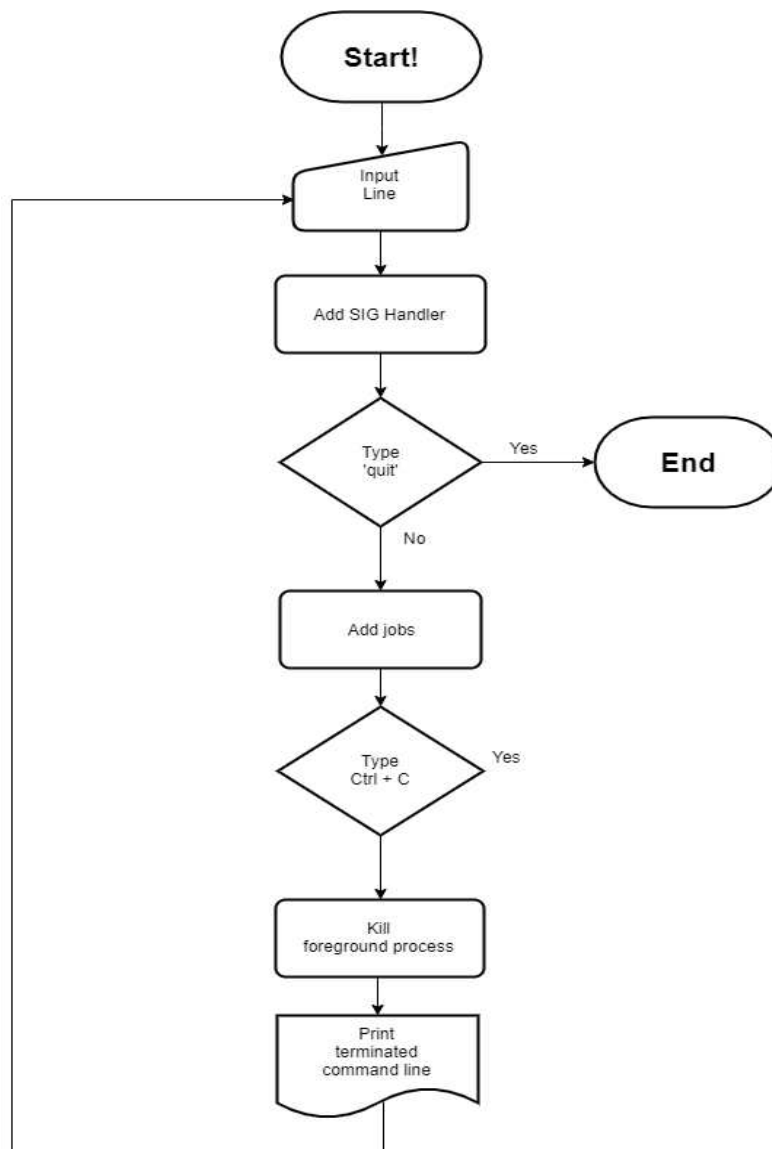 Start!
Input
Line
Add SIG Handler
Type
'quit'
Yes
End
No
Add jobs
Type
Ctrl + C
Yes
Kill
foreground process
Print
terminated
command line